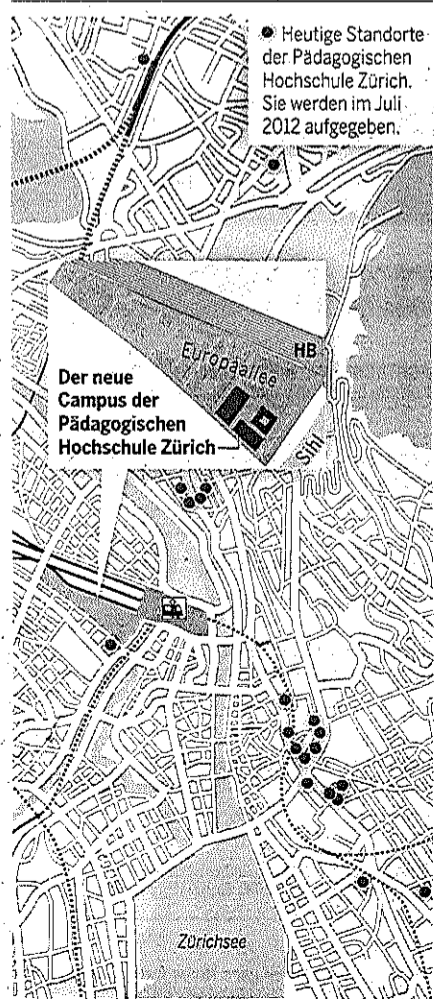 Heutige Standorte
der Pädagogischen
Hochschule Zürich.
Sie werden im Juli
2012 aufgegeben.
Europaallee
HB
Der neue
Campus der
Pädagogischen
Hochschule Zürich
Sihl
Zürichsee